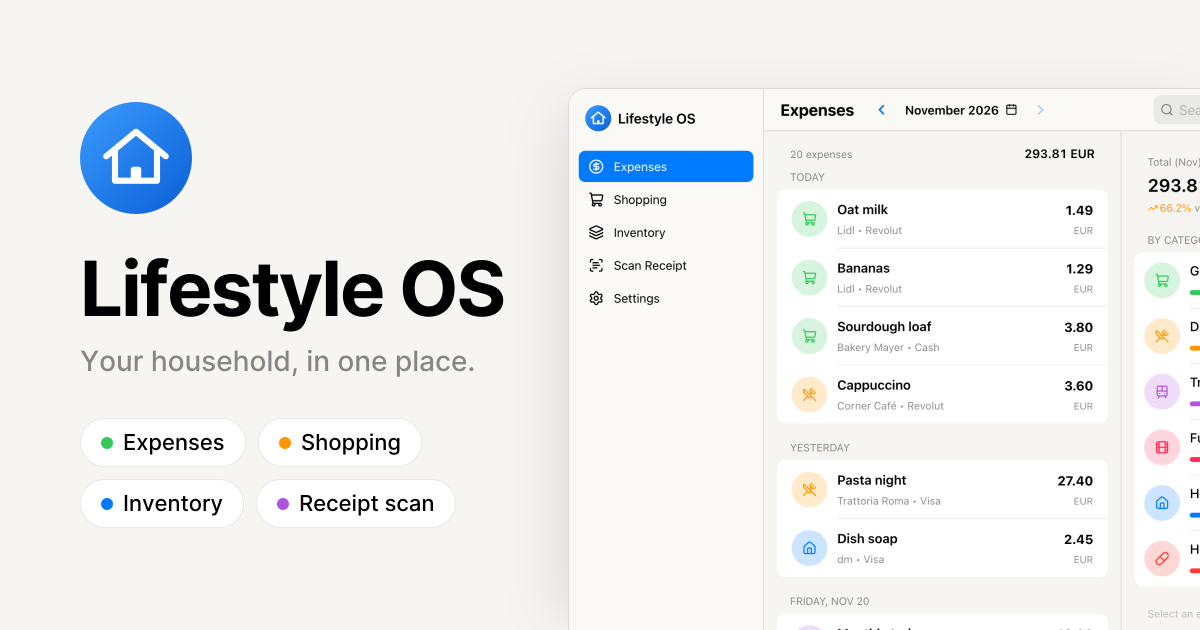 Lifestyle OS
Your household, in one place.
Expenses
Shopping
Inventory
Receipt scan
Lifestyle OS
Expenses
Shopping
Inventory
Scan Receipt
Settings
Expenses
November 2026
20 expenses
293.81 EUR
TODAY
Oat milk
1.49
Lidl • Revolut
EUR
Bananas
1.29
Lidl • Revolut
EUR
Sourdough loaf
3.80
Bakery Mayer • Cash
EUR
Cappuccino
3.60
Corner Café • Revolut
EUR
YESTERDAY
Pasta night
27.40
Trattoria Roma • Visa
EUR
Dish soap
2.45
dm • Visa
EUR
FRIDAY, NOV 20
Total (Nov)
293.8
66.2% v
BY CATEG
Select an e